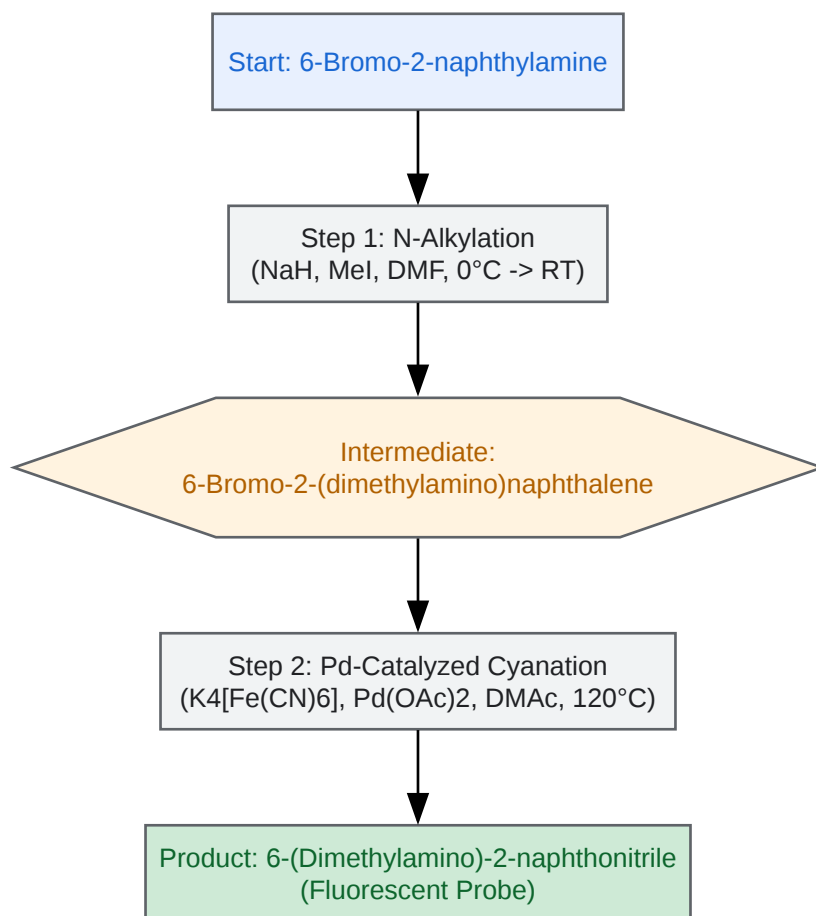 Start: 6-Bromo-2-naphthylamine
Step 1: N-Alkylation
(NaH, MeI, DMF, 0°C -> RT)
Intermediate:
6-Bromo-2-(dimethylamino)naphthalene
Step 2: Pd-Catalyzed Cyanation
(K4[Fe(CN)6], Pd(OAc)2, DMAc, 120°C)
Product: 6-(Dimethylamino)-2-naphthonitrile
(Fluorescent Probe)